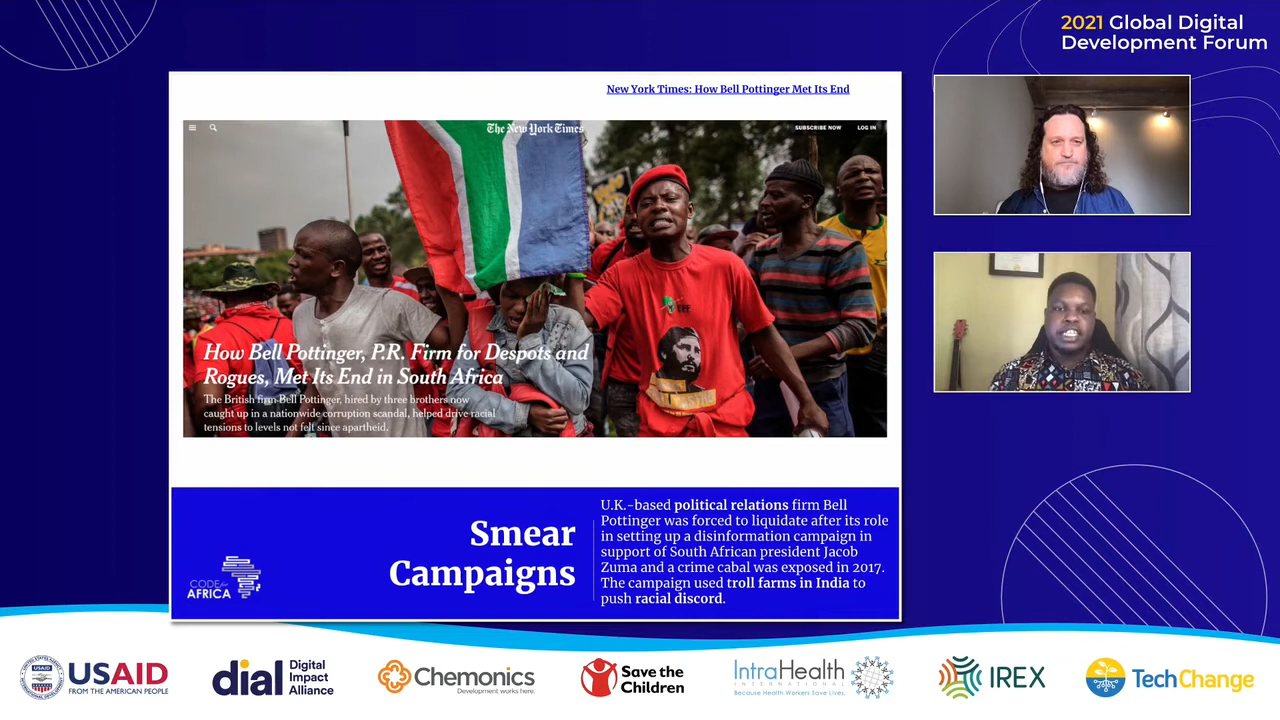 2021 Global Digital
Development Forum
New York Times: How Bell Pottinger Met Its End
The New York Times
SUBSCRIBE NOW
LOG IN
EFF
How Bell Pottinger, P.R. Firm for Despots and
Rogues, Met Its End in South Africa
The British firm Bell Pottinger, hired by three brothers now
caught up in a nationwide corruption scandal, helped drive racial
tensions to levels not felt since apartheid.
Smear
Campaigns
U.K.-based political relations firm Bell
Pottinger was forced to liquidate after its role
in setting up a disinformation campaign in
support of South African president Jacob
Zuma and a crime cabal was exposed in 2017.
The campaign used troll farms in India to
push racial discord.
CODE for
AFRICA
USAID
FROM THE AMERICAN PEOPLE
dial
Digital
Impact
Alliance
Chemonics
Development works here.
Save the
Children
IntraHealth
INTERNATIONAL
Because Health Workers Save Lives.
IREX
TechChange